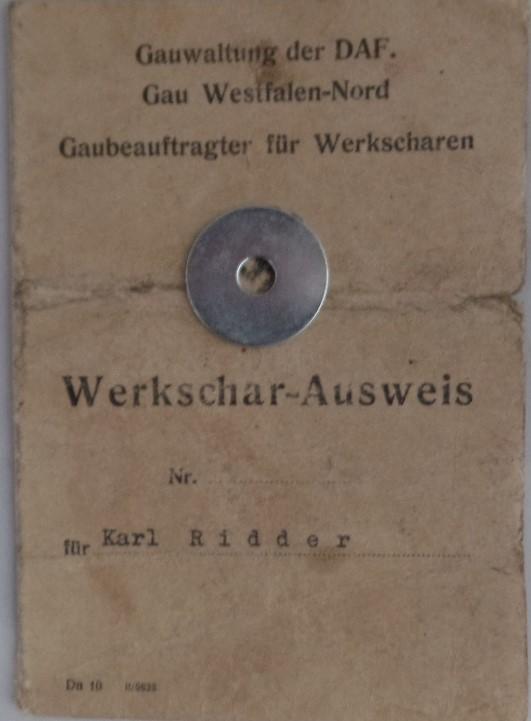 Gauwaltung der DAF.
Gau Westfalen-Nord
Gaubeauftragter für Werkscharen
Werkschar-Ausweis
Nr.
für Karl Ridder
Da 10